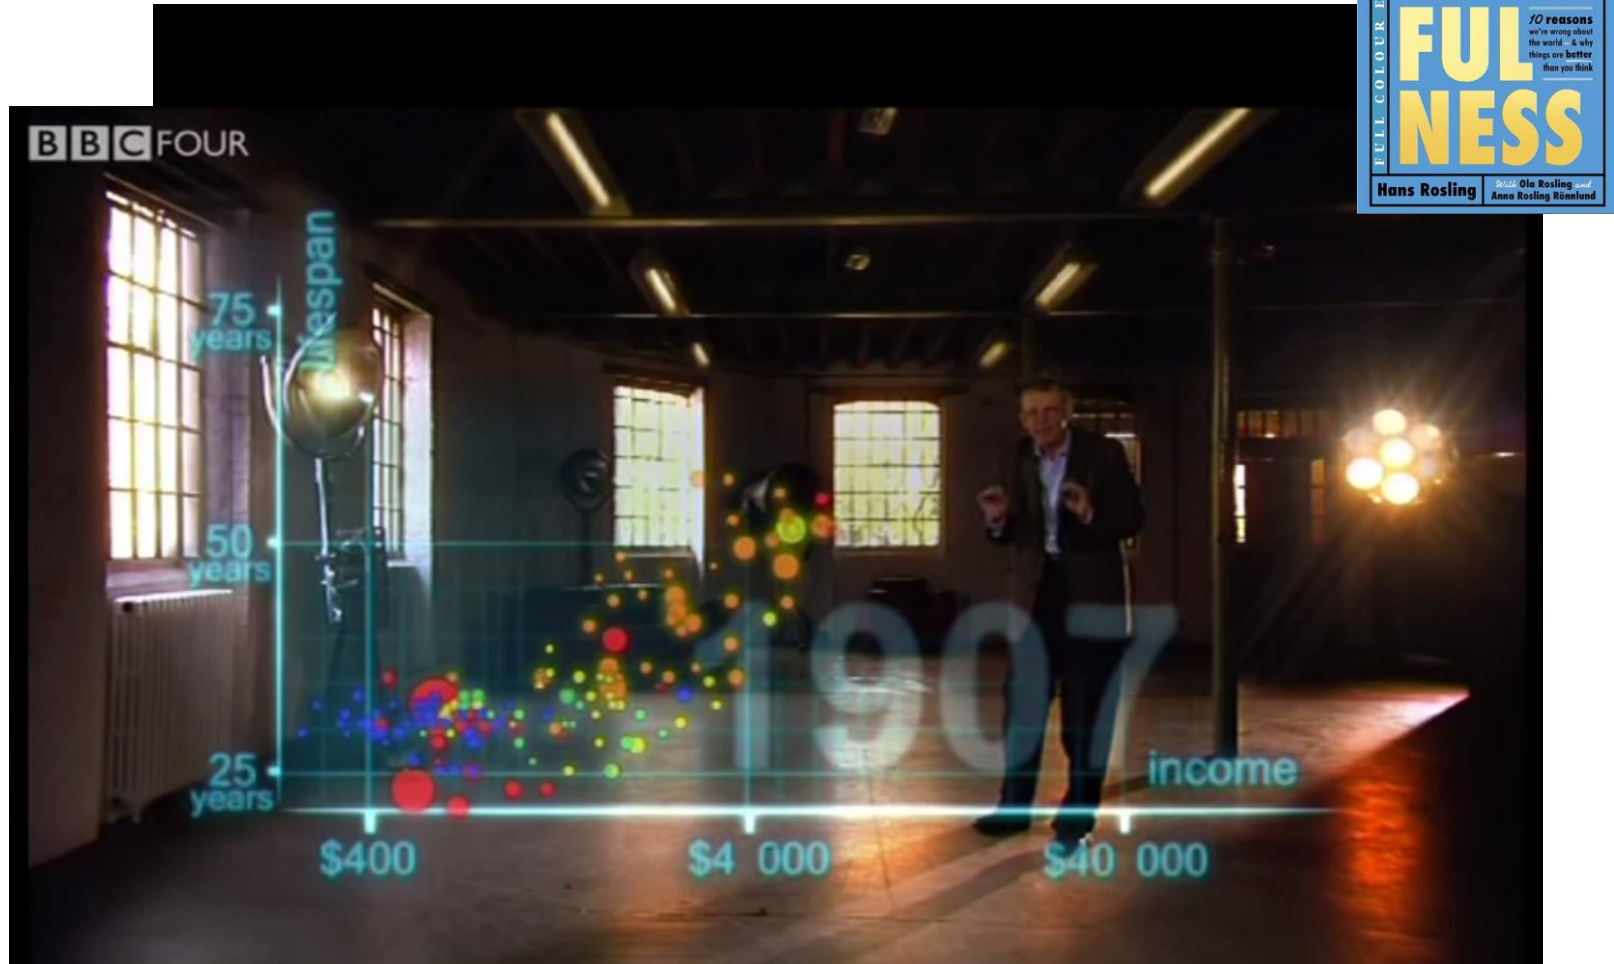 FULL COLOUR E
FUL
NESS
10 reasons
we're wrong about
the world – & why
things are better
than you think
Hans Rosling
With Ola Rosling and
Anna Rosling Rönnlund
BBC FOUR
lifespan
75
years
50
years
25
years
1907
income
$400
$4 000
$40 000